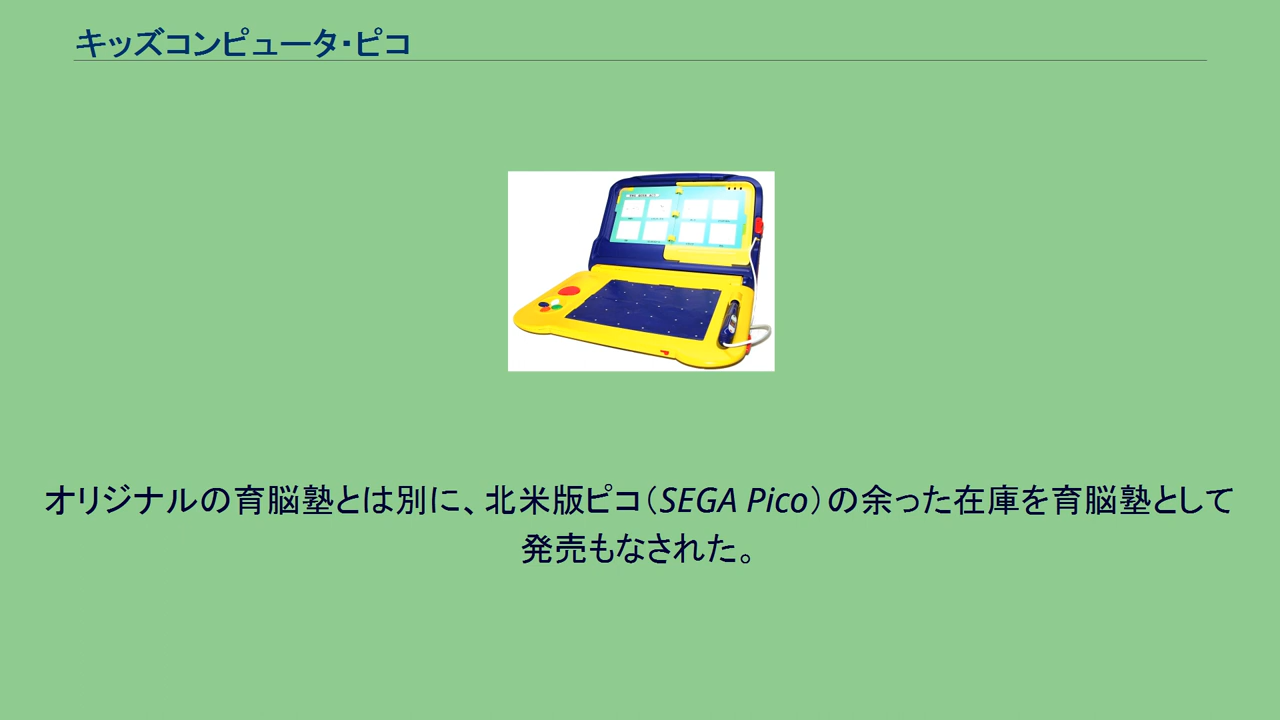 キッズコンピュータ・ピコ
オリジナルの育脳塾とは別に、北米版ピコ（SEGA Pico）の余った在庫を育脳塾として
発売もなされた。